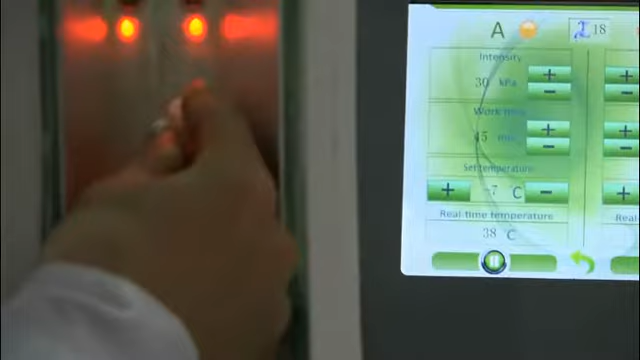 A 18
Intensity
30 kPa
Work time
45 min
Set temperature
-7 C
Real time temperature
38 C
Real